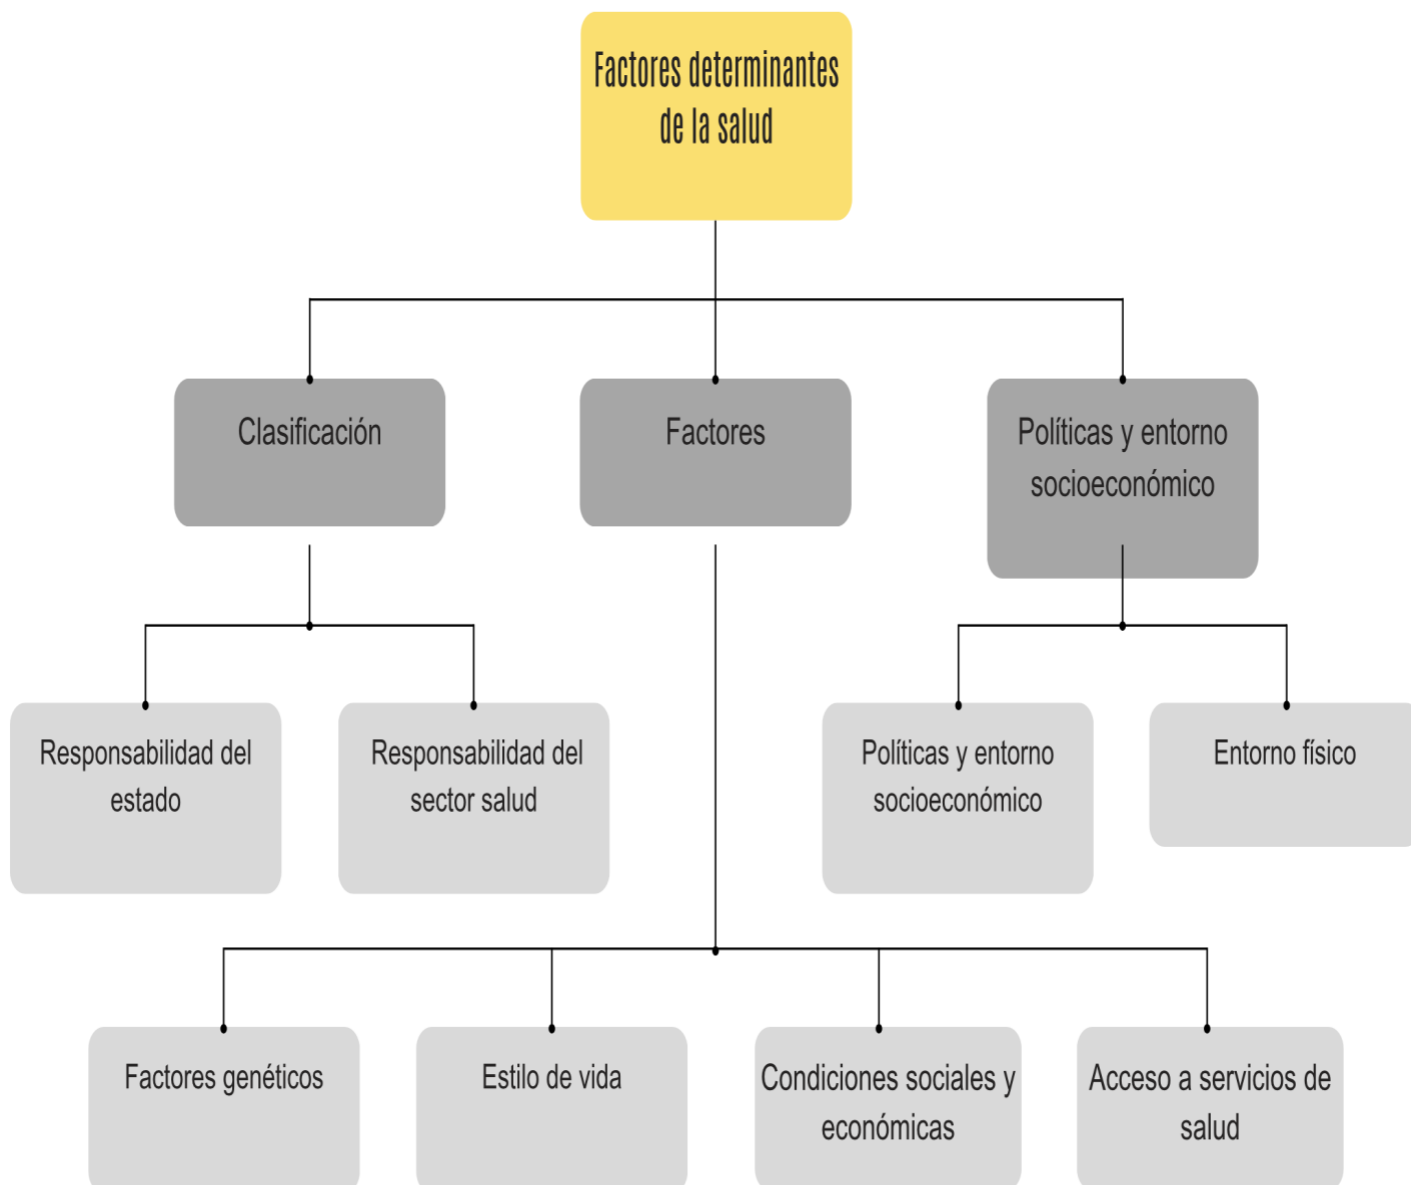 Factores determinantes
de la salud
Clasificación
Factores
Políticas y entorno
socioeconómico
Responsabilidad del
estado
Responsabilidad del
sector salud
Políticas y entorno
socioeconómico
Entorno físico
Factores genéticos
Estilo de vida
Condiciones sociales y
económicas
Acceso a servicios de
salud